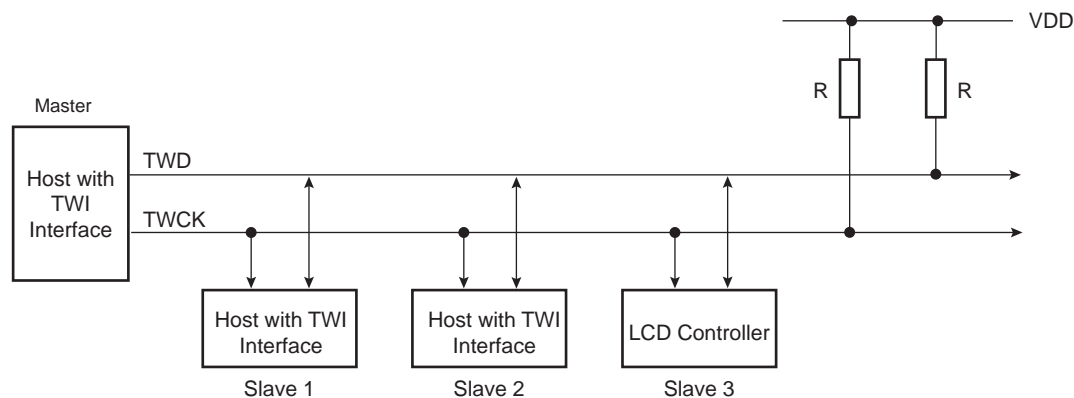 VDD
R
R
Master
Host with
TWI
Interface
TWD
TWCK
Host with TWI
Interface
Slave 1
Host with TWI
Interface
Slave 2
LCD Controller
Slave 3